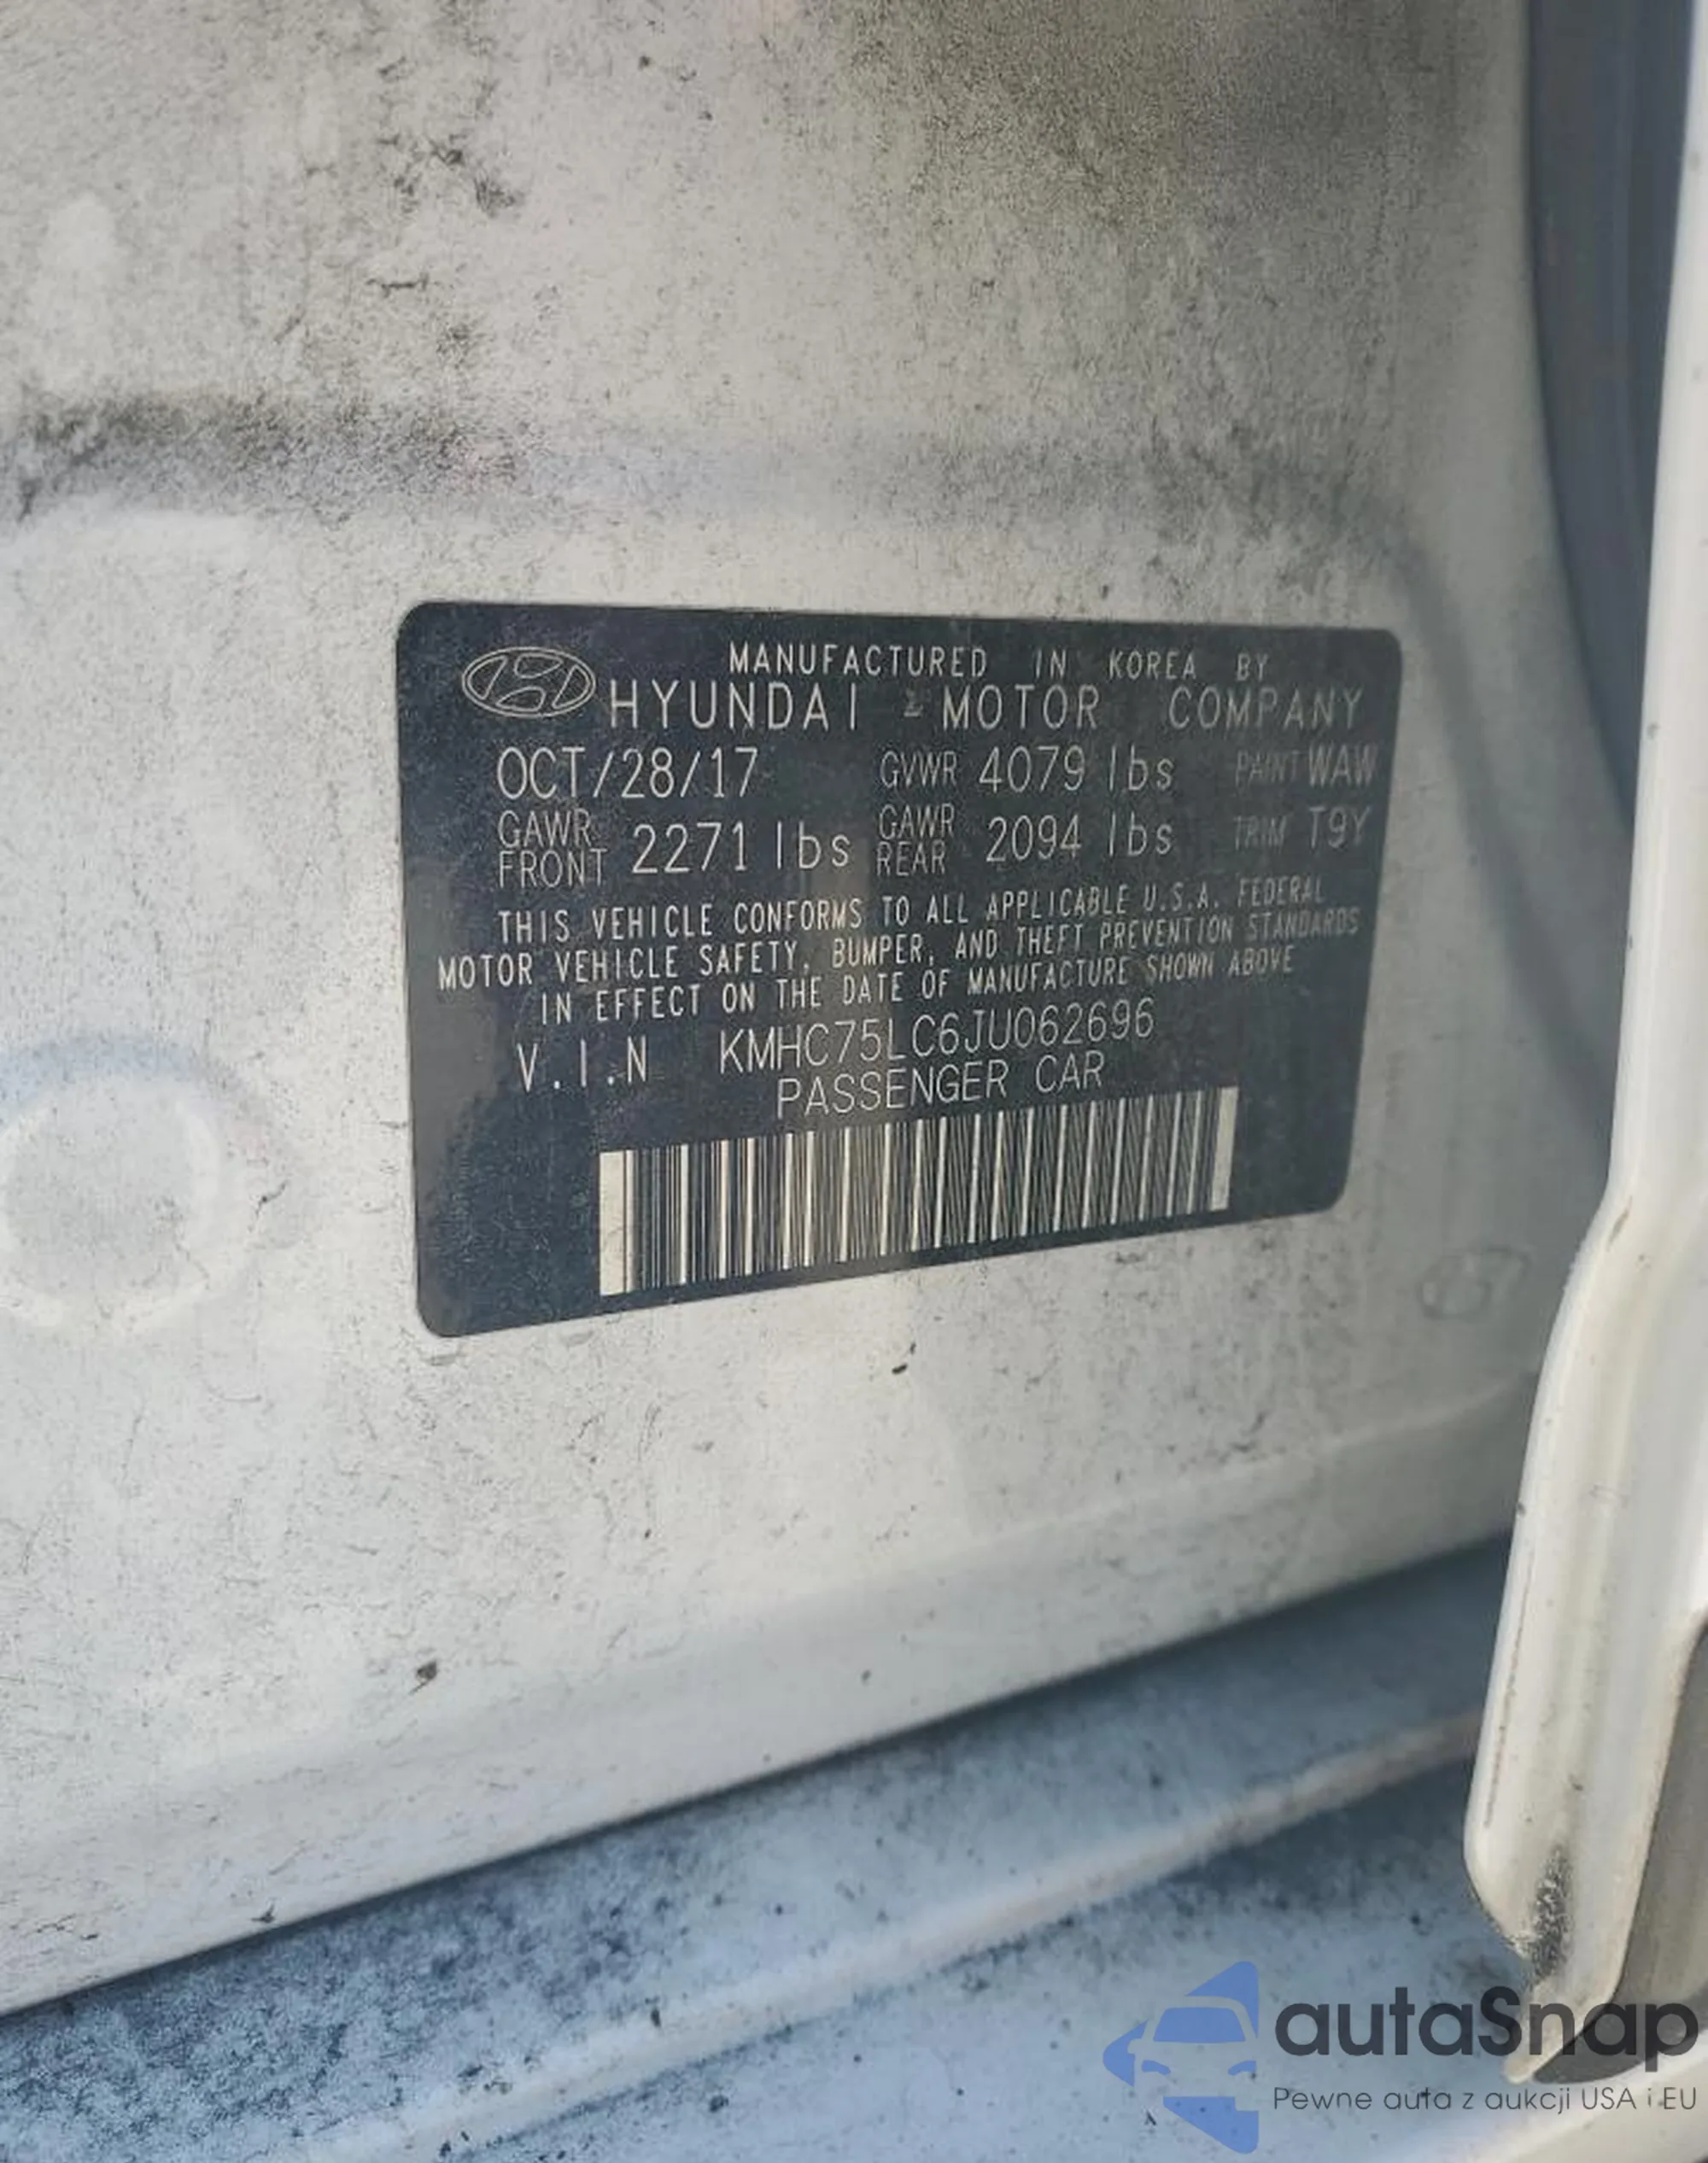 MANUFACTURED IN KOREA BY
HYUNDAI MOTOR COMPANY
OCT/28/17 GVWR 4079 lbs PAINT WAW
GAWR FRONT 2271 lbs GAWR REAR 2094 lbs TRIM T9Y
THIS VEHICLE CONFORMS TO ALL APPLICABLE U.S.A. FEDERAL
MOTOR VEHICLE SAFETY, BUMPER, AND THEFT PREVENTION STANDARDS
IN EFFECT ON THE DATE OF MANUFACTURE SHOWN ABOVE
V.I.N KMHC75LC6JU062696
PASSENGER CAR
autaSnap
Pewne auta z aukcji USA i EU